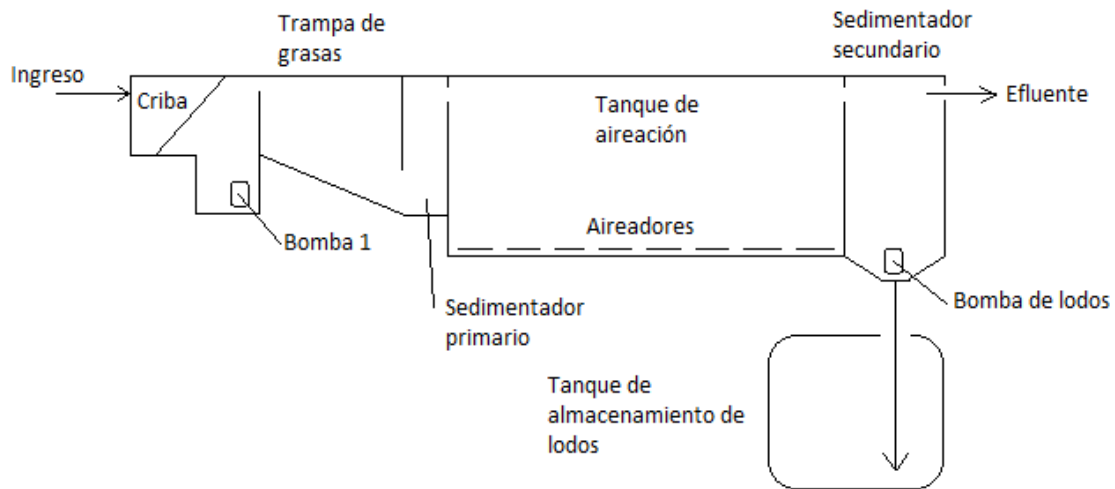 Trampa de
grasas
Sedimentador
secundario
Ingreso
Criba
Efluente
Tanque de
aireación
Aireadores
Bomba 1
Bomba de lodos
Sedimentador
primario
Tanque de
almacenamiento de
lodos